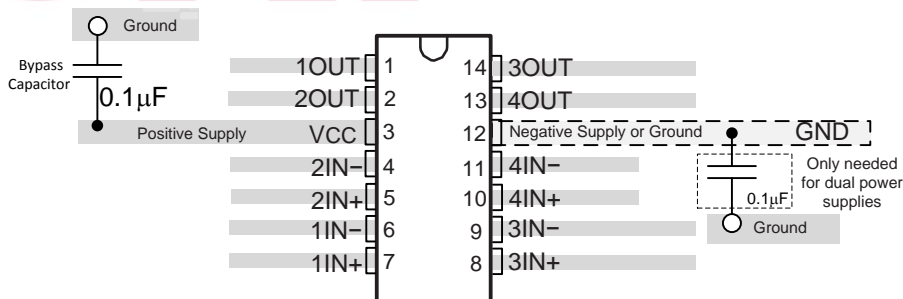 Ground
Bypass
Capacitor
0.1µF
Positive Supply
1OUT 1
2OUT 2
VCC 3
2IN− 4
2IN+ 5
1IN− 6
1IN+ 7
14 3OUT
13 4OUT
12 Negative Supply or Ground GND
11 4IN−
10 4IN+
9 3IN−
8 3IN+
Only needed
for dual power
supplies
0.1µF
Ground